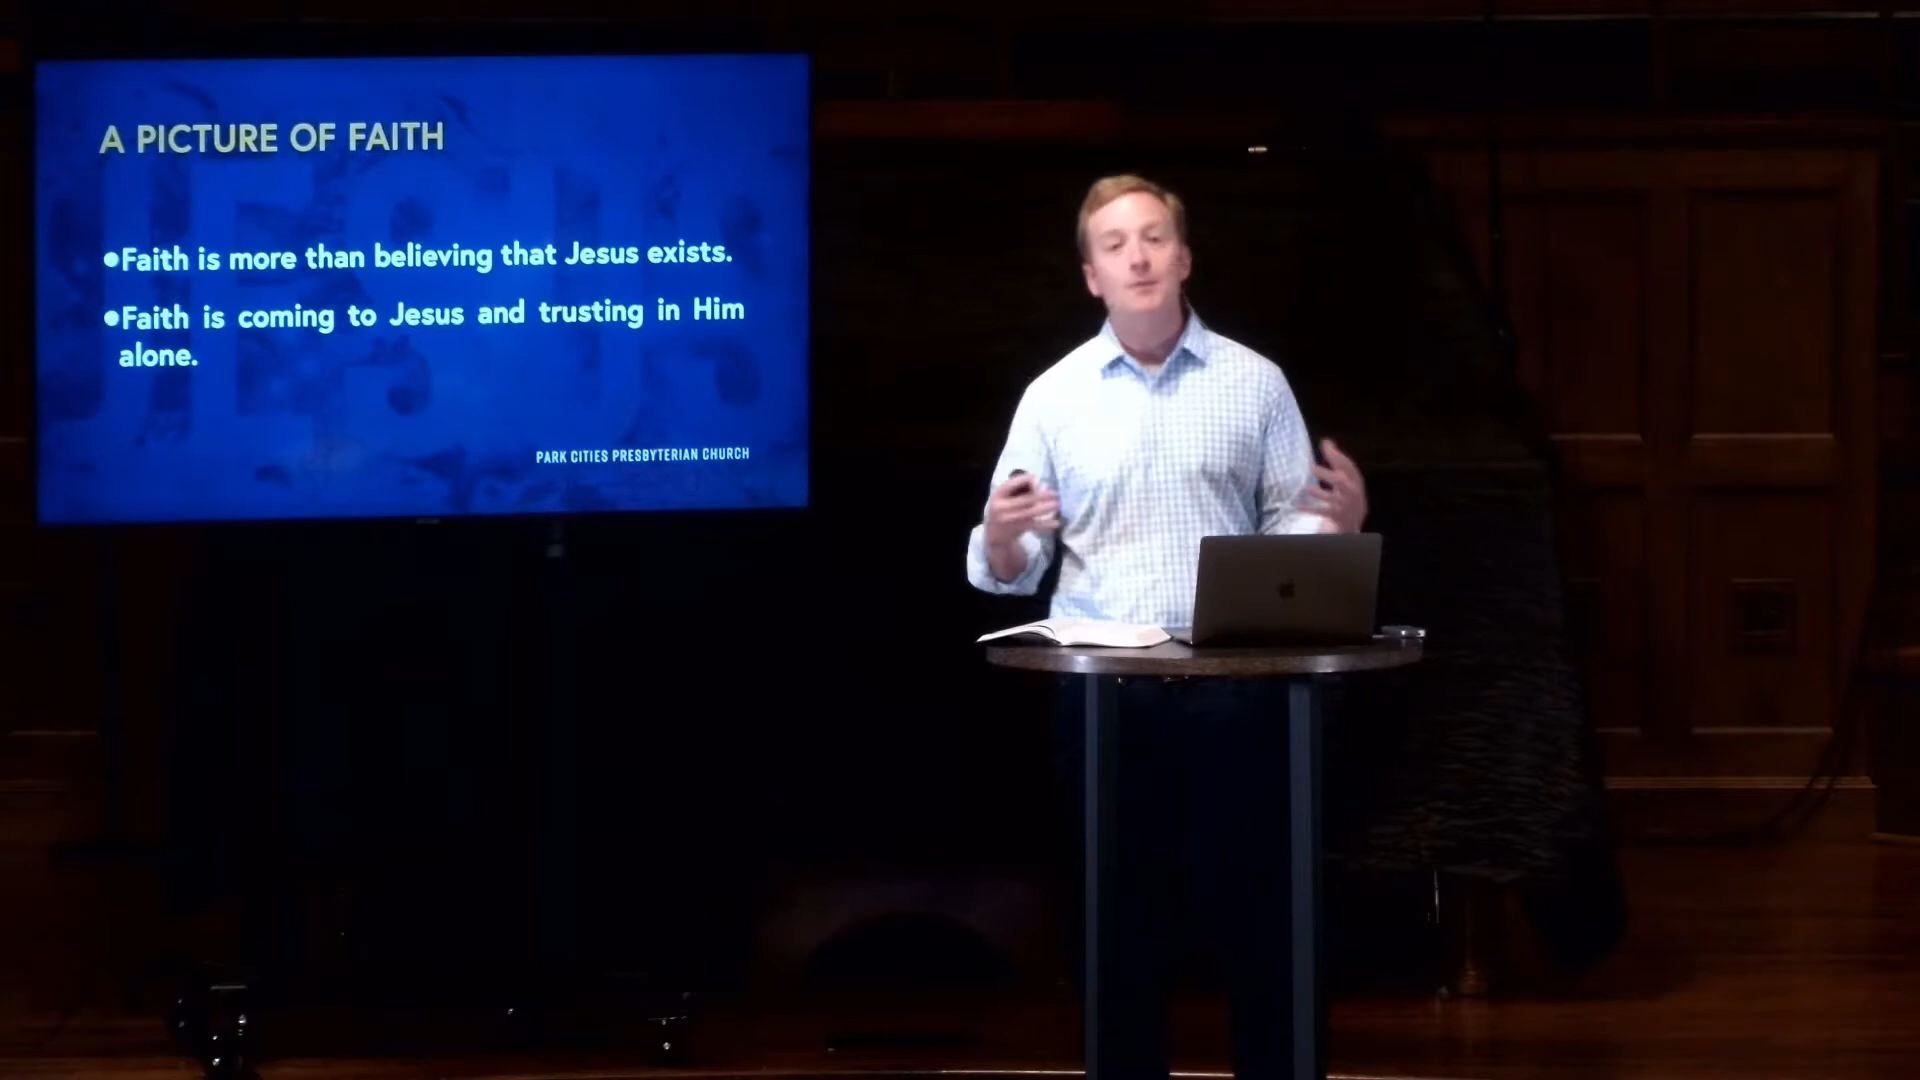 A PICTURE OF FAITH
JESUS
•Faith is more than believing that Jesus exists.
•Faith is coming to Jesus and trusting in Him
alone.
PARK CITIES PRESBYTERIAN CHURCH